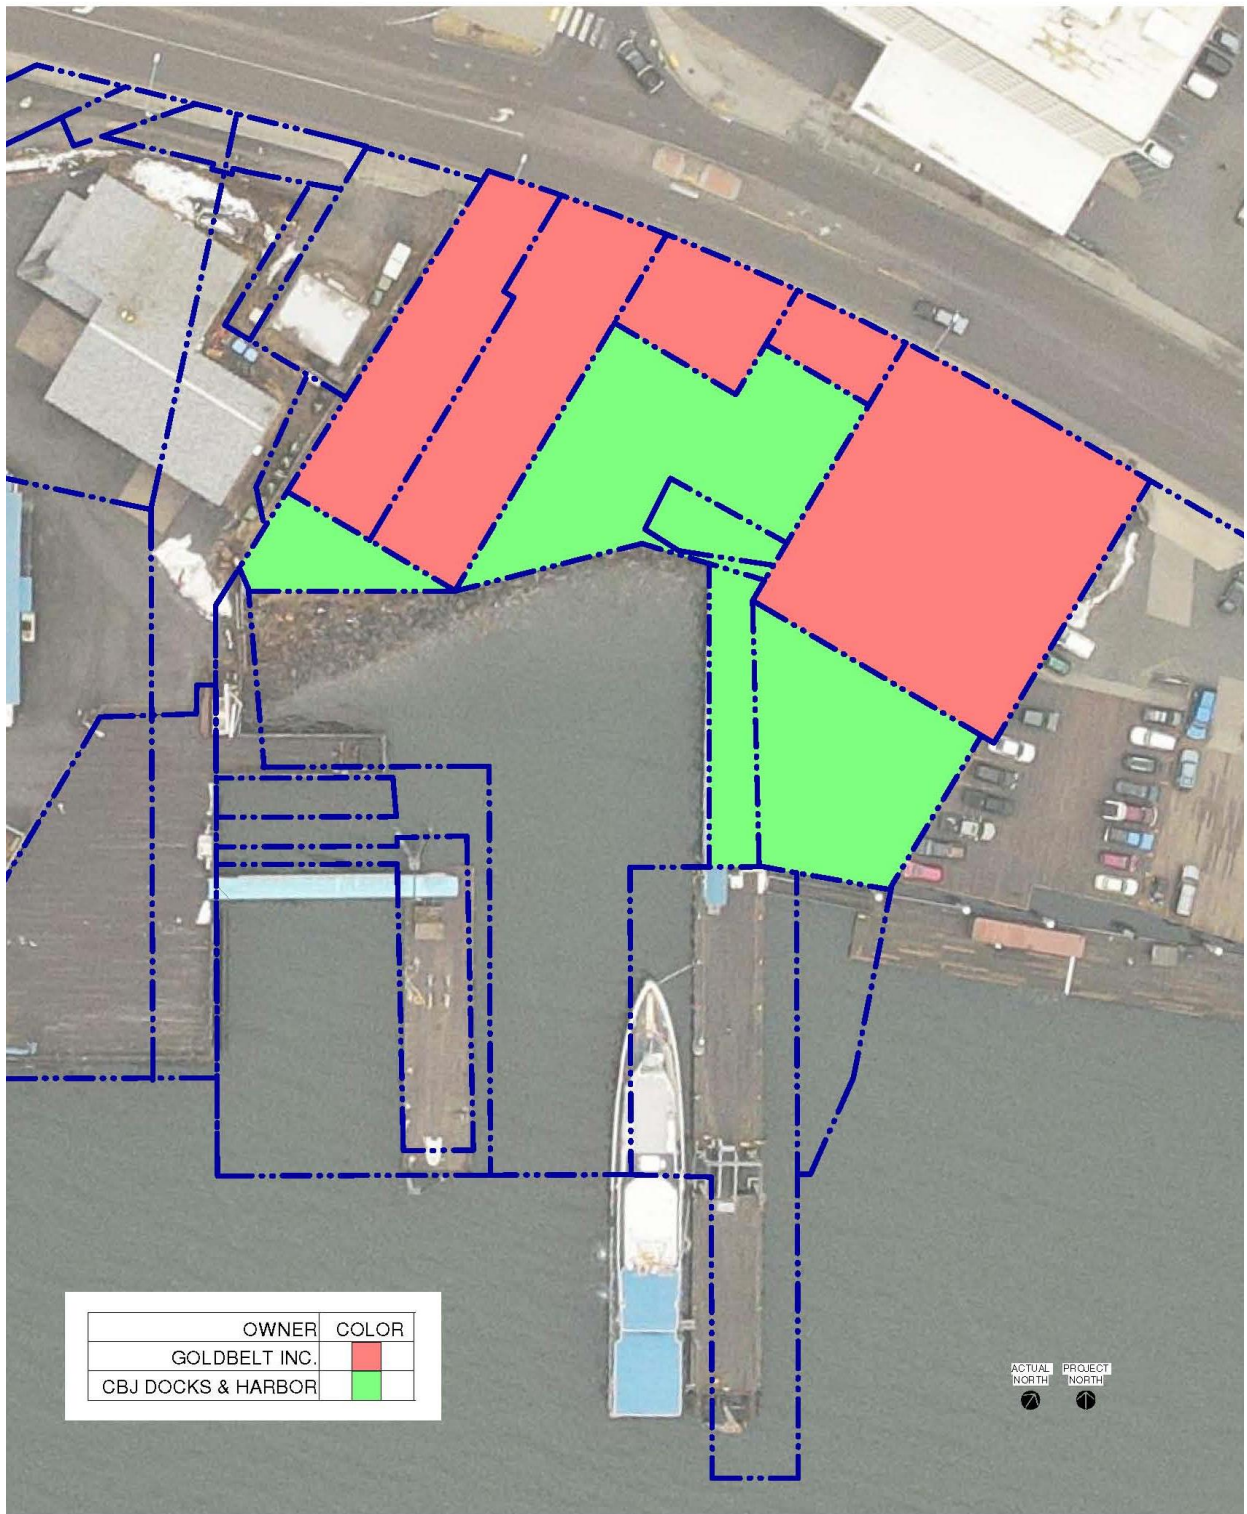 OWNER COLOR
GOLDBELT INC.
CBJ DOCKS & HARBOR
ACTUAL NORTH
PROJECT NORTH